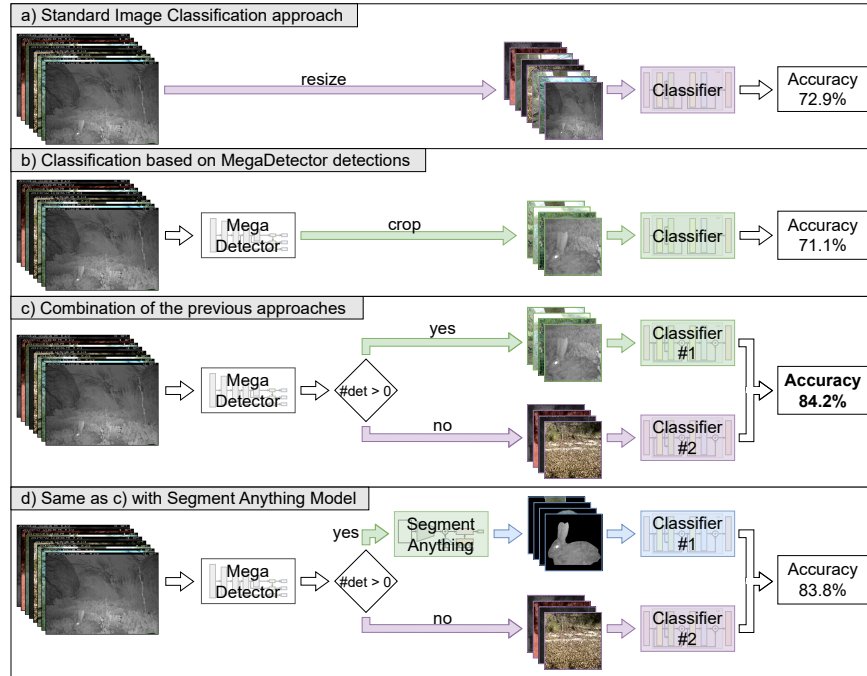 a) Standard Image Classification approach
resize
Classifier
Accuracy
72.9%
b) Classification based on MegaDetector detections
Mega
Detector
crop
Classifier
Accuracy
71.1%
c) Combination of the previous approaches
Mega
Detector
#det > 0
yes
no
Classifier
#1
Classifier
#2
Accuracy
84.2%
d) Same as c) with Segment Anything Model
Mega
Detector
#det > 0
yes
Segment
Anything
no
Classifier
#1
Classifier
#2
Accuracy
83.8%